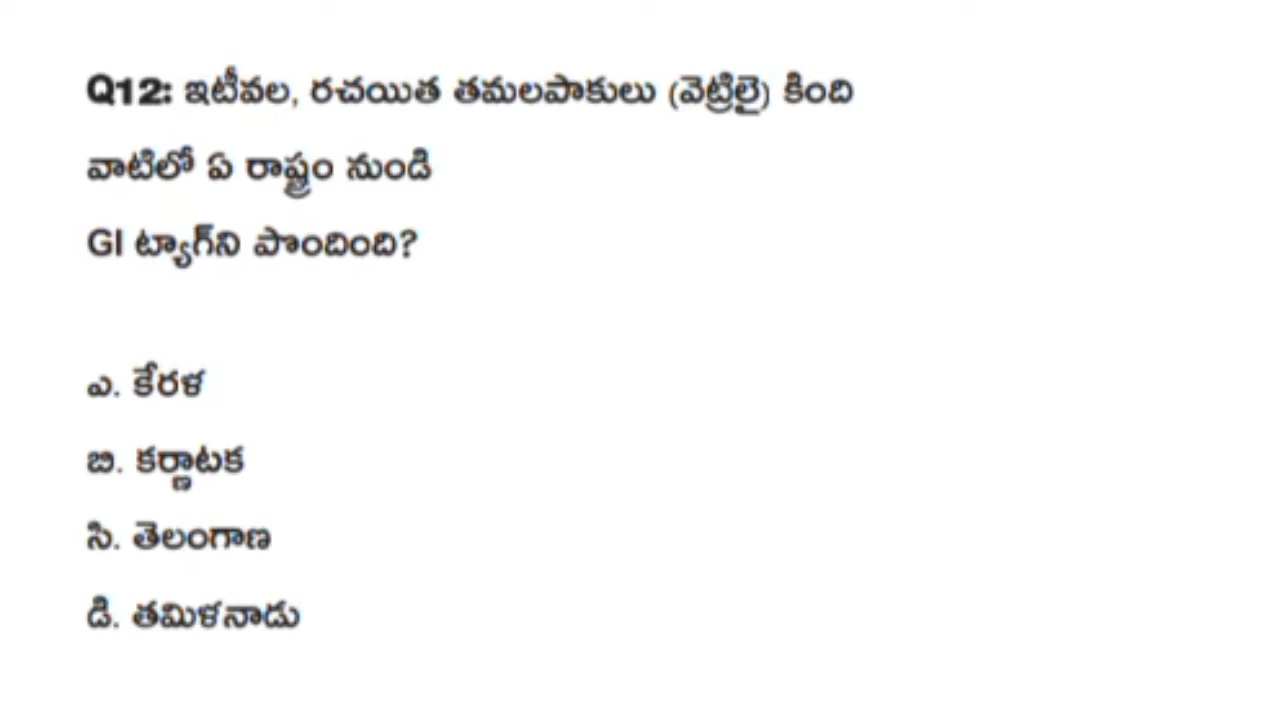 Q12: ఇటీవల, రచయిత తమలపాకులు (వెట్రిలై) కింది
వాటిలో ఏ రాష్ట్రం నుండి
GI ట్యాగ్‌ని పొందింది?
ఎ. కేరళ
బి. కర్ణాటక
సి. తెలంగాణ
డి. తమిళనాడు